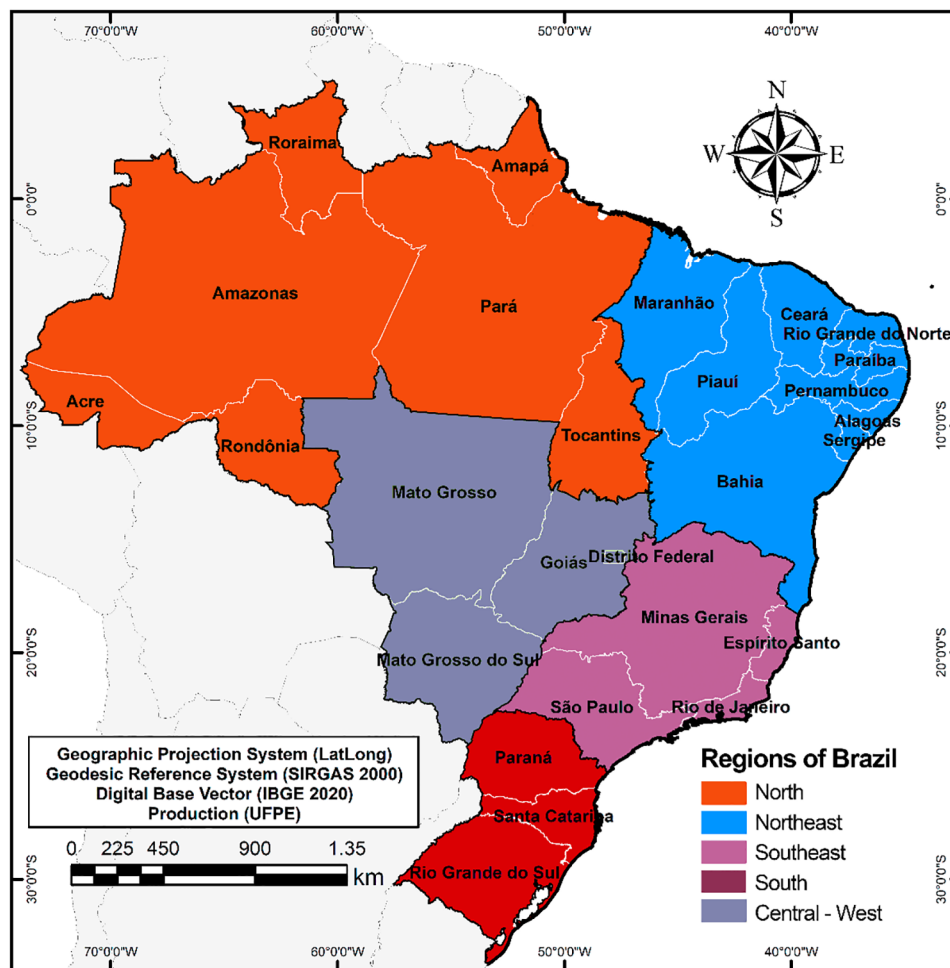 70°0'0"W
60°0'0"W
50°0'0"W
40°0'0"W
N
W
E
S
0°0'0"
10°0'0"S
20°0'0"S
30°0'0"S
0°0'0"
10°0'0"S
20°0'0"S
30°0'0"S
Roraima
Amapá
Amazonas
Pará
Maranhão
Ceará
Rio Grande do Norte
Paraíba
Piauí
Pernambuco
Acre
Alagoas
Rondônia
Tocantins
Sergipe
Mato Grosso
Bahia
Goiás
Distrito Federal
Minas Gerais
Espírito Santo
Mato Grosso do Sul
São Paulo
Rio de Janeiro
Paraná
Santa Catarina
Rio Grande do Sul
Geographic Projection System (LatLong)
Geodesic Reference System (SIRGAS 2000)
Digital Base Vector (IBGE 2020)
Production (UFPE)
0 225 450 900 1.35
km
Regions of Brazil
North
Northeast
Southeast
South
Central - West
70°0'0"W
60°0'0"W
50°0'0"W
40°0'0"W